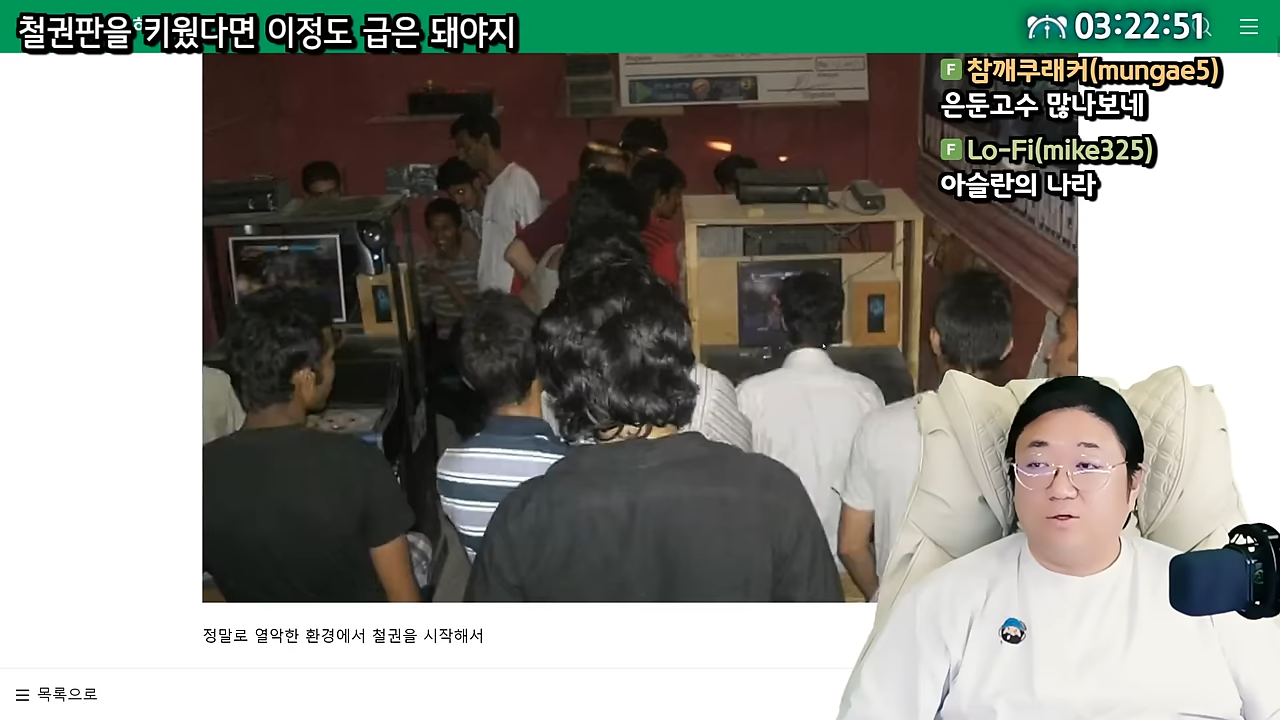 철권판을 키웠다면 이정도 급은 돼야지
03:22:51
F 참깨쿠래커(mungae5)
은둔고수 많나보네
F Lo-Fi(mike325)
아슬란의 나라
정말로 열악한 환경에서 철권을 시작해서
목록으로